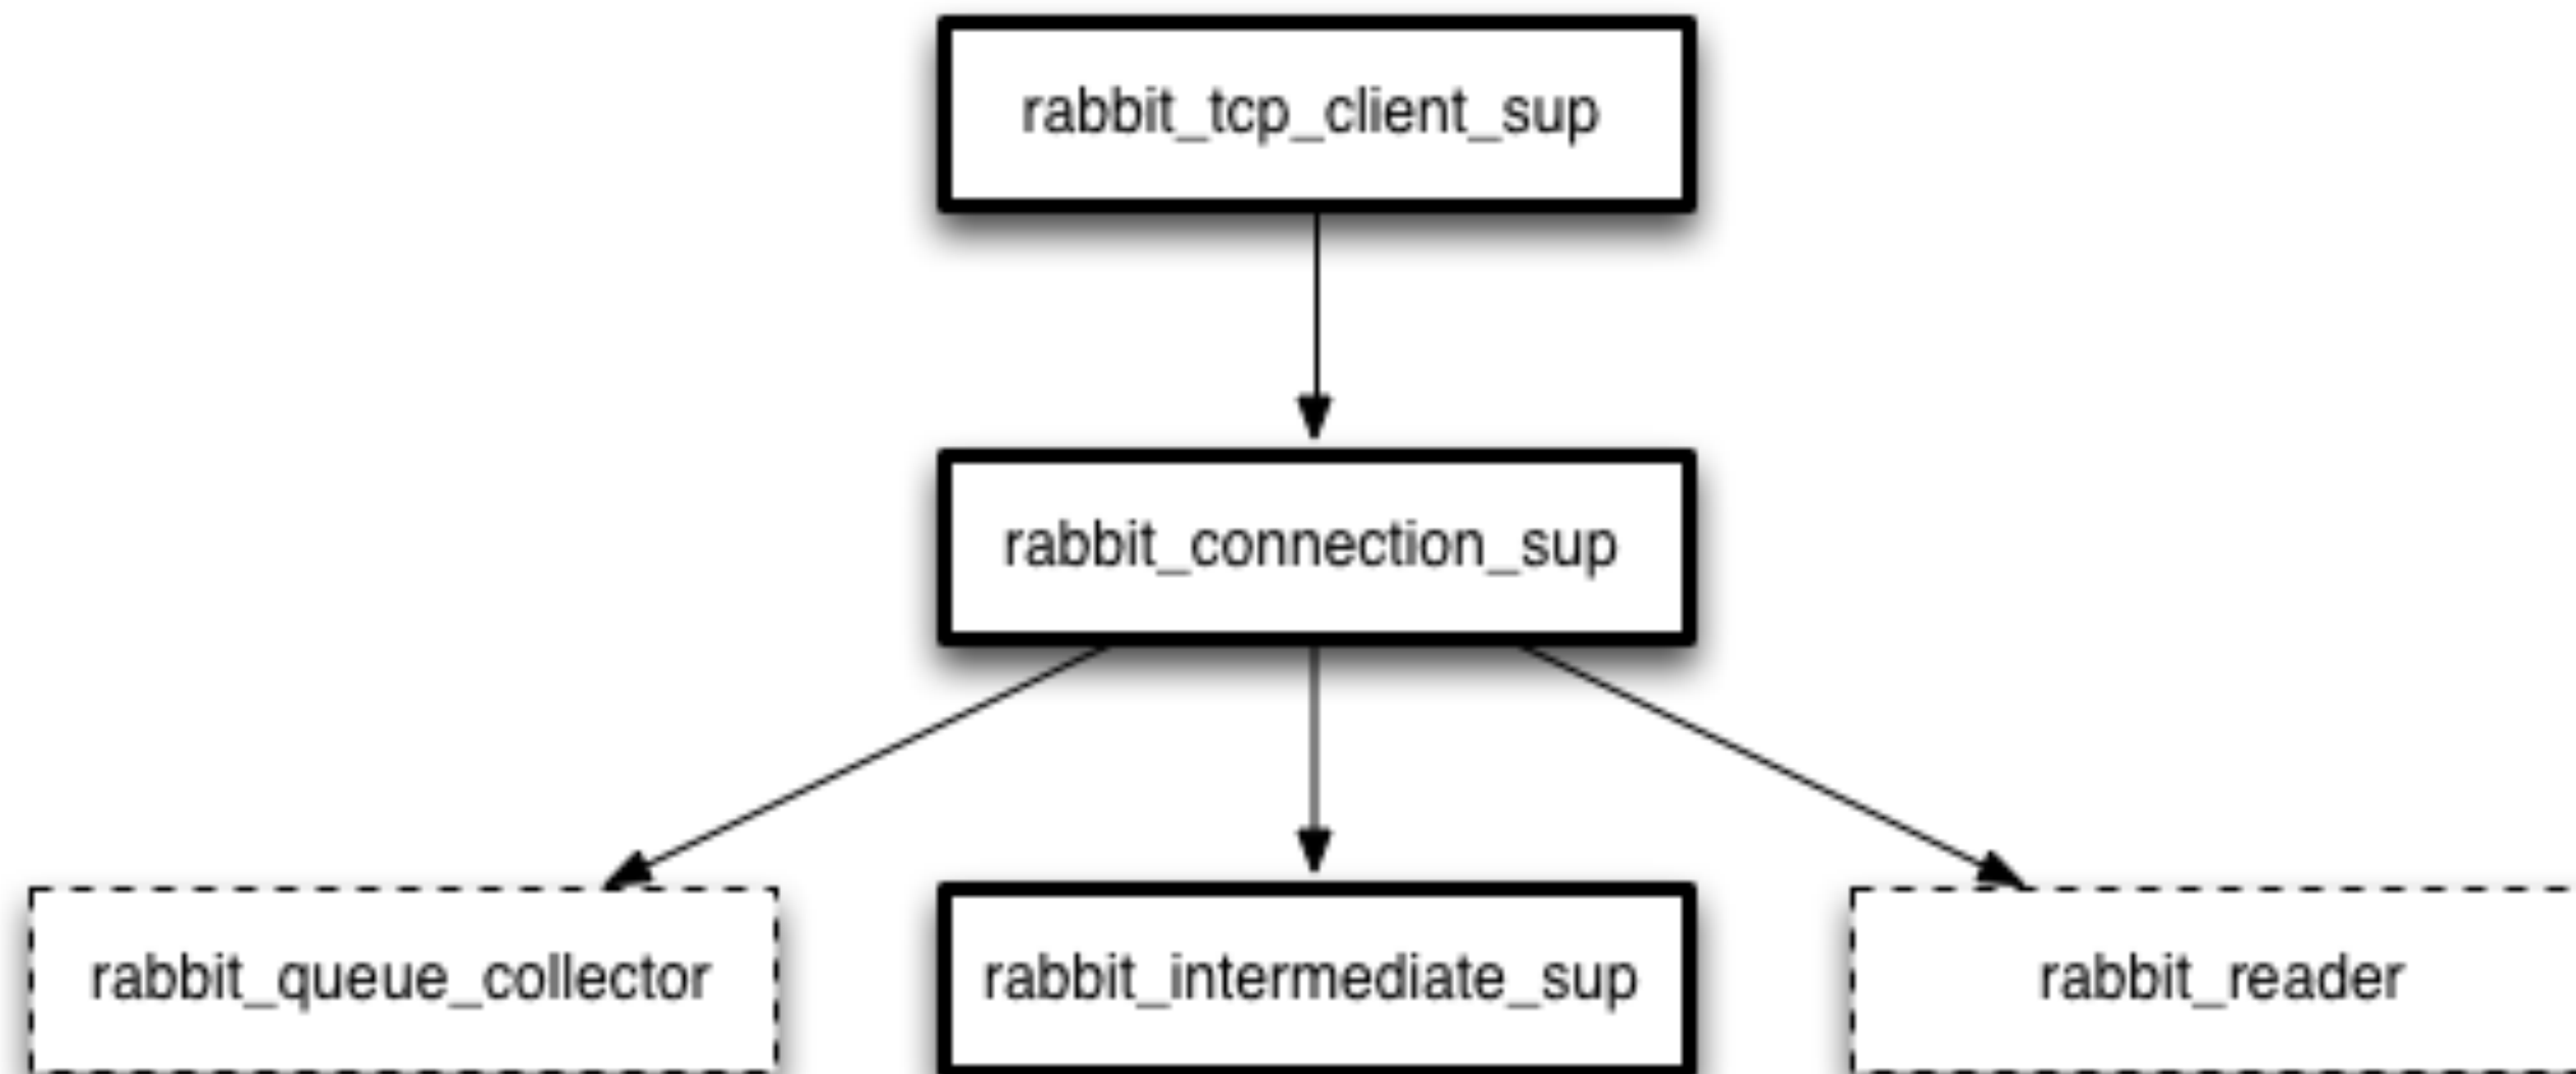 rabbit_tcp_client_sup
rabbit_connection_sup
rabbit_queue_collector
rabbit_intermediate_sup
rabbit_reader